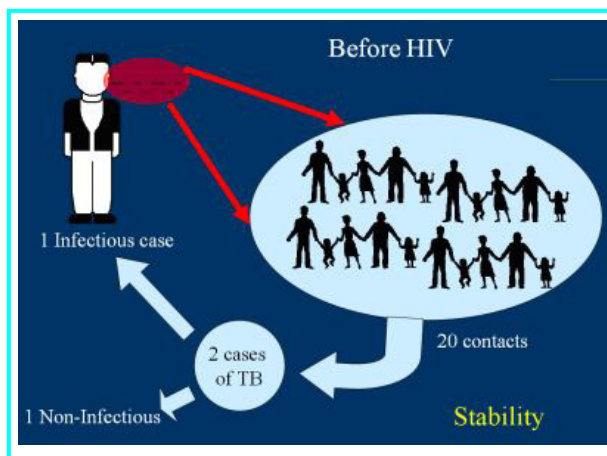 Before HIV
1 Infectious case
20 contacts
2 cases
of TB
1 Non-Infectious
Stability